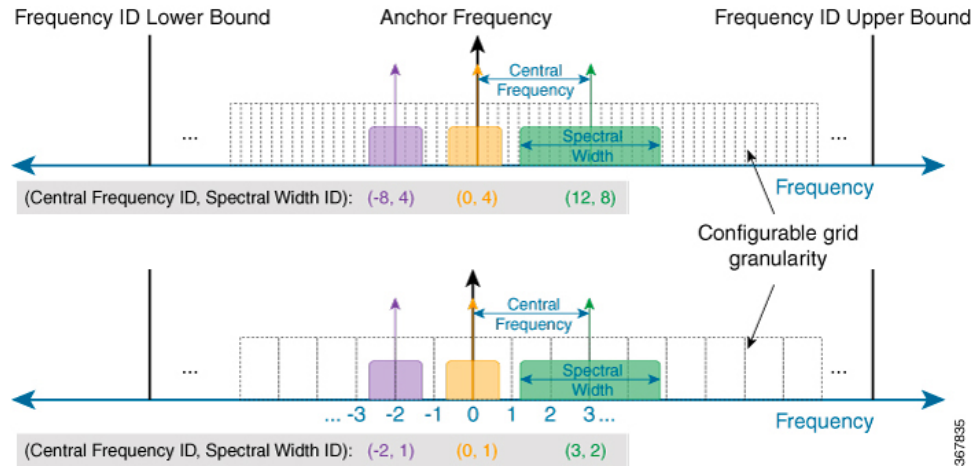 Frequency ID Lower Bound
Anchor Frequency
Frequency ID Upper Bound
Central
Frequency
...
Spectral
Width
...
Frequency
(Central Frequency ID, Spectral Width ID): (-8, 4) (0, 4) (12, 8)
Configurable grid
granularity
Central
Frequency
...
Spectral
Width
...
... -3 -2 -1 0 1 2 3...
Frequency
(Central Frequency ID, Spectral Width ID): (-2, 1) (0, 1) (3, 2)
367835